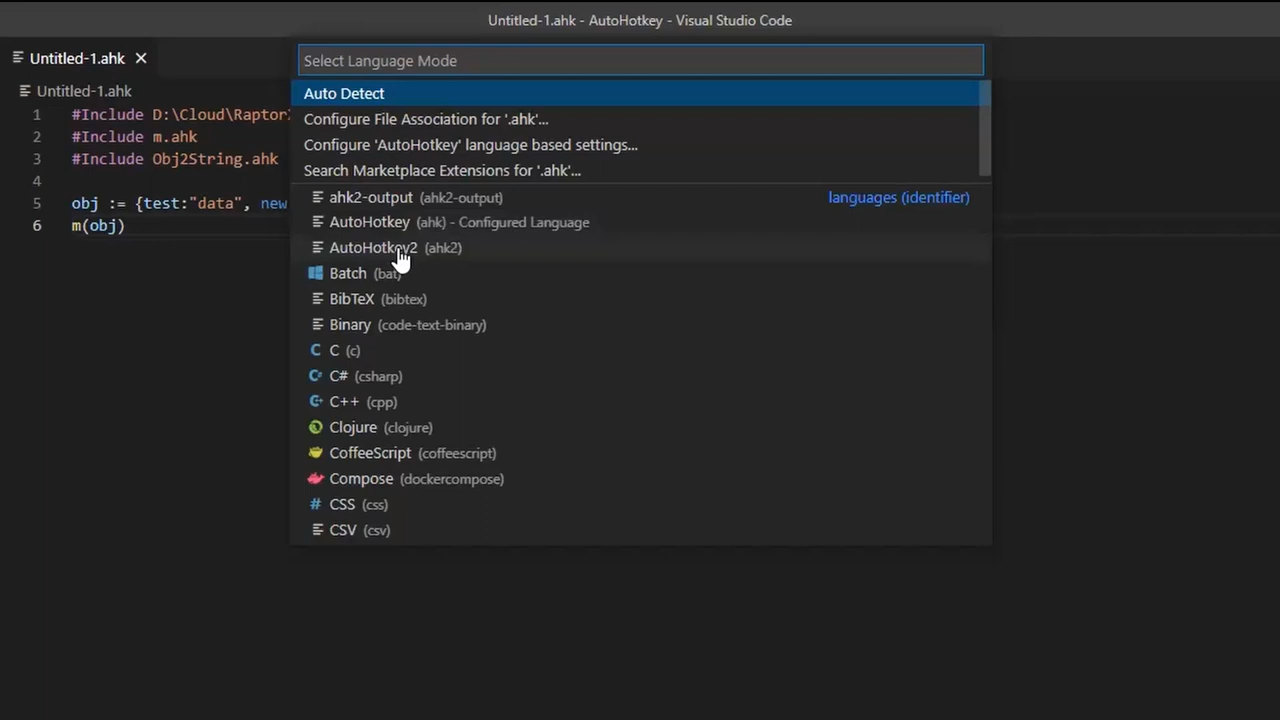 Untitled-1.ahk - AutoHotkey - Visual Studio Code
Untitled-1.ahk
Untitled-1.ahk
1 #Include D:\Cloud\Raptor
2 #Include m.ahk
3 #Include Obj2String.ahk
4
5 obj := {test:"data", new
6 m(obj)
Select Language Mode
Auto Detect
Configure File Association for '.ahk'...
Configure 'AutoHotkey' language based settings...
Search Marketplace Extensions for '.ahk'...
ahk2-output (ahk2-output) languages (identifier)
AutoHotkey (ahk) - Configured Language
AutoHotkey2 (ahk2)
Batch (bat)
BibTeX (bibtex)
Binary (code-text-binary)
C (c)
C# (csharp)
C++ (cpp)
Clojure (clojure)
CoffeeScript (coffeescript)
Compose (dockercompose)
CSS (css)
CSV (csv)